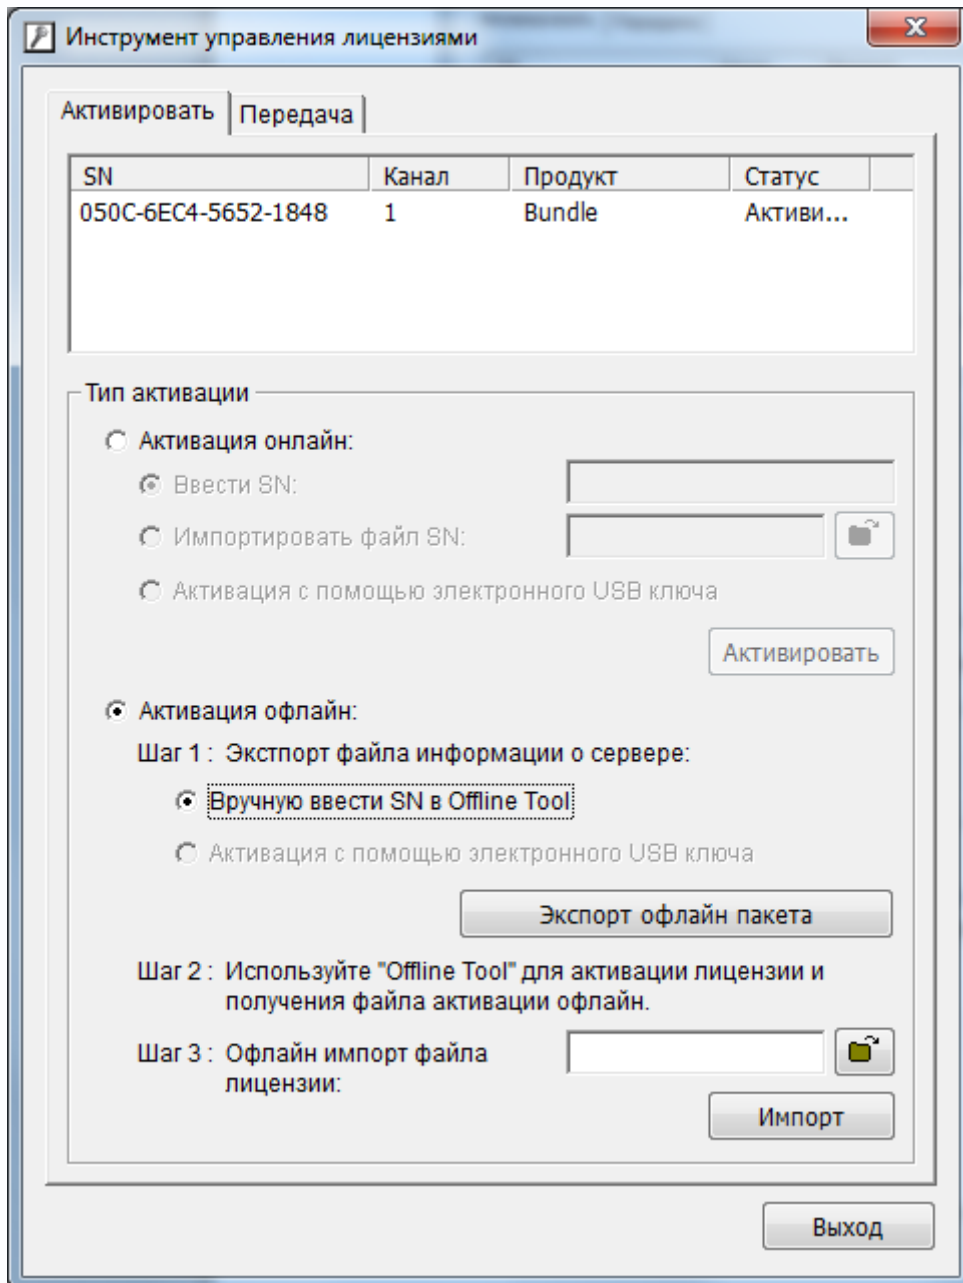 Инструмент управления лицензиями
Активировать Передача
SN Канал Продукт Статус
050C-6EC4-5652-1848 1 Bundle Активи...
Тип активации
Активация онлайн:
Ввести SN:
Импортировать файл SN:
Активация с помощью электронного USB ключа
Активировать
Активация офлайн:
Шаг 1 : Экстпорт файла информации о сервере:
Вручную ввести SN в Offline Tool
Активация с помощью электронного USB ключа
Экспорт офлайн пакета
Шаг 2 : Используйте "Offline Tool" для активации лицензии и
получения файла активации офлайн.
Шаг 3 : Офлайн импорт файла
лицензии:
Импорт
Выход